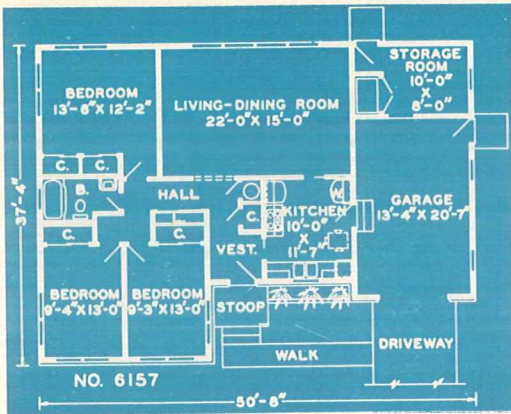 STORAGE
ROOM
10'-0"
X
8'-0"
BEDROOM
13'-6" X 12'-2"
LIVING-DINING ROOM
22'-0" X 15'-0"
C.
C.
B.
HALL
C.
KITCHEN
10'-0"
X
11'-7"
W
GARAGE
13'-4" X 20'-7"
37'-4"
C.
C.
VEST.
BEDROOM
9'-4" X 13'-0"
BEDROOM
9'-3" X 13'-0"
STOOP
WALK
DRIVEWAY
NO. 6157
50'-8"